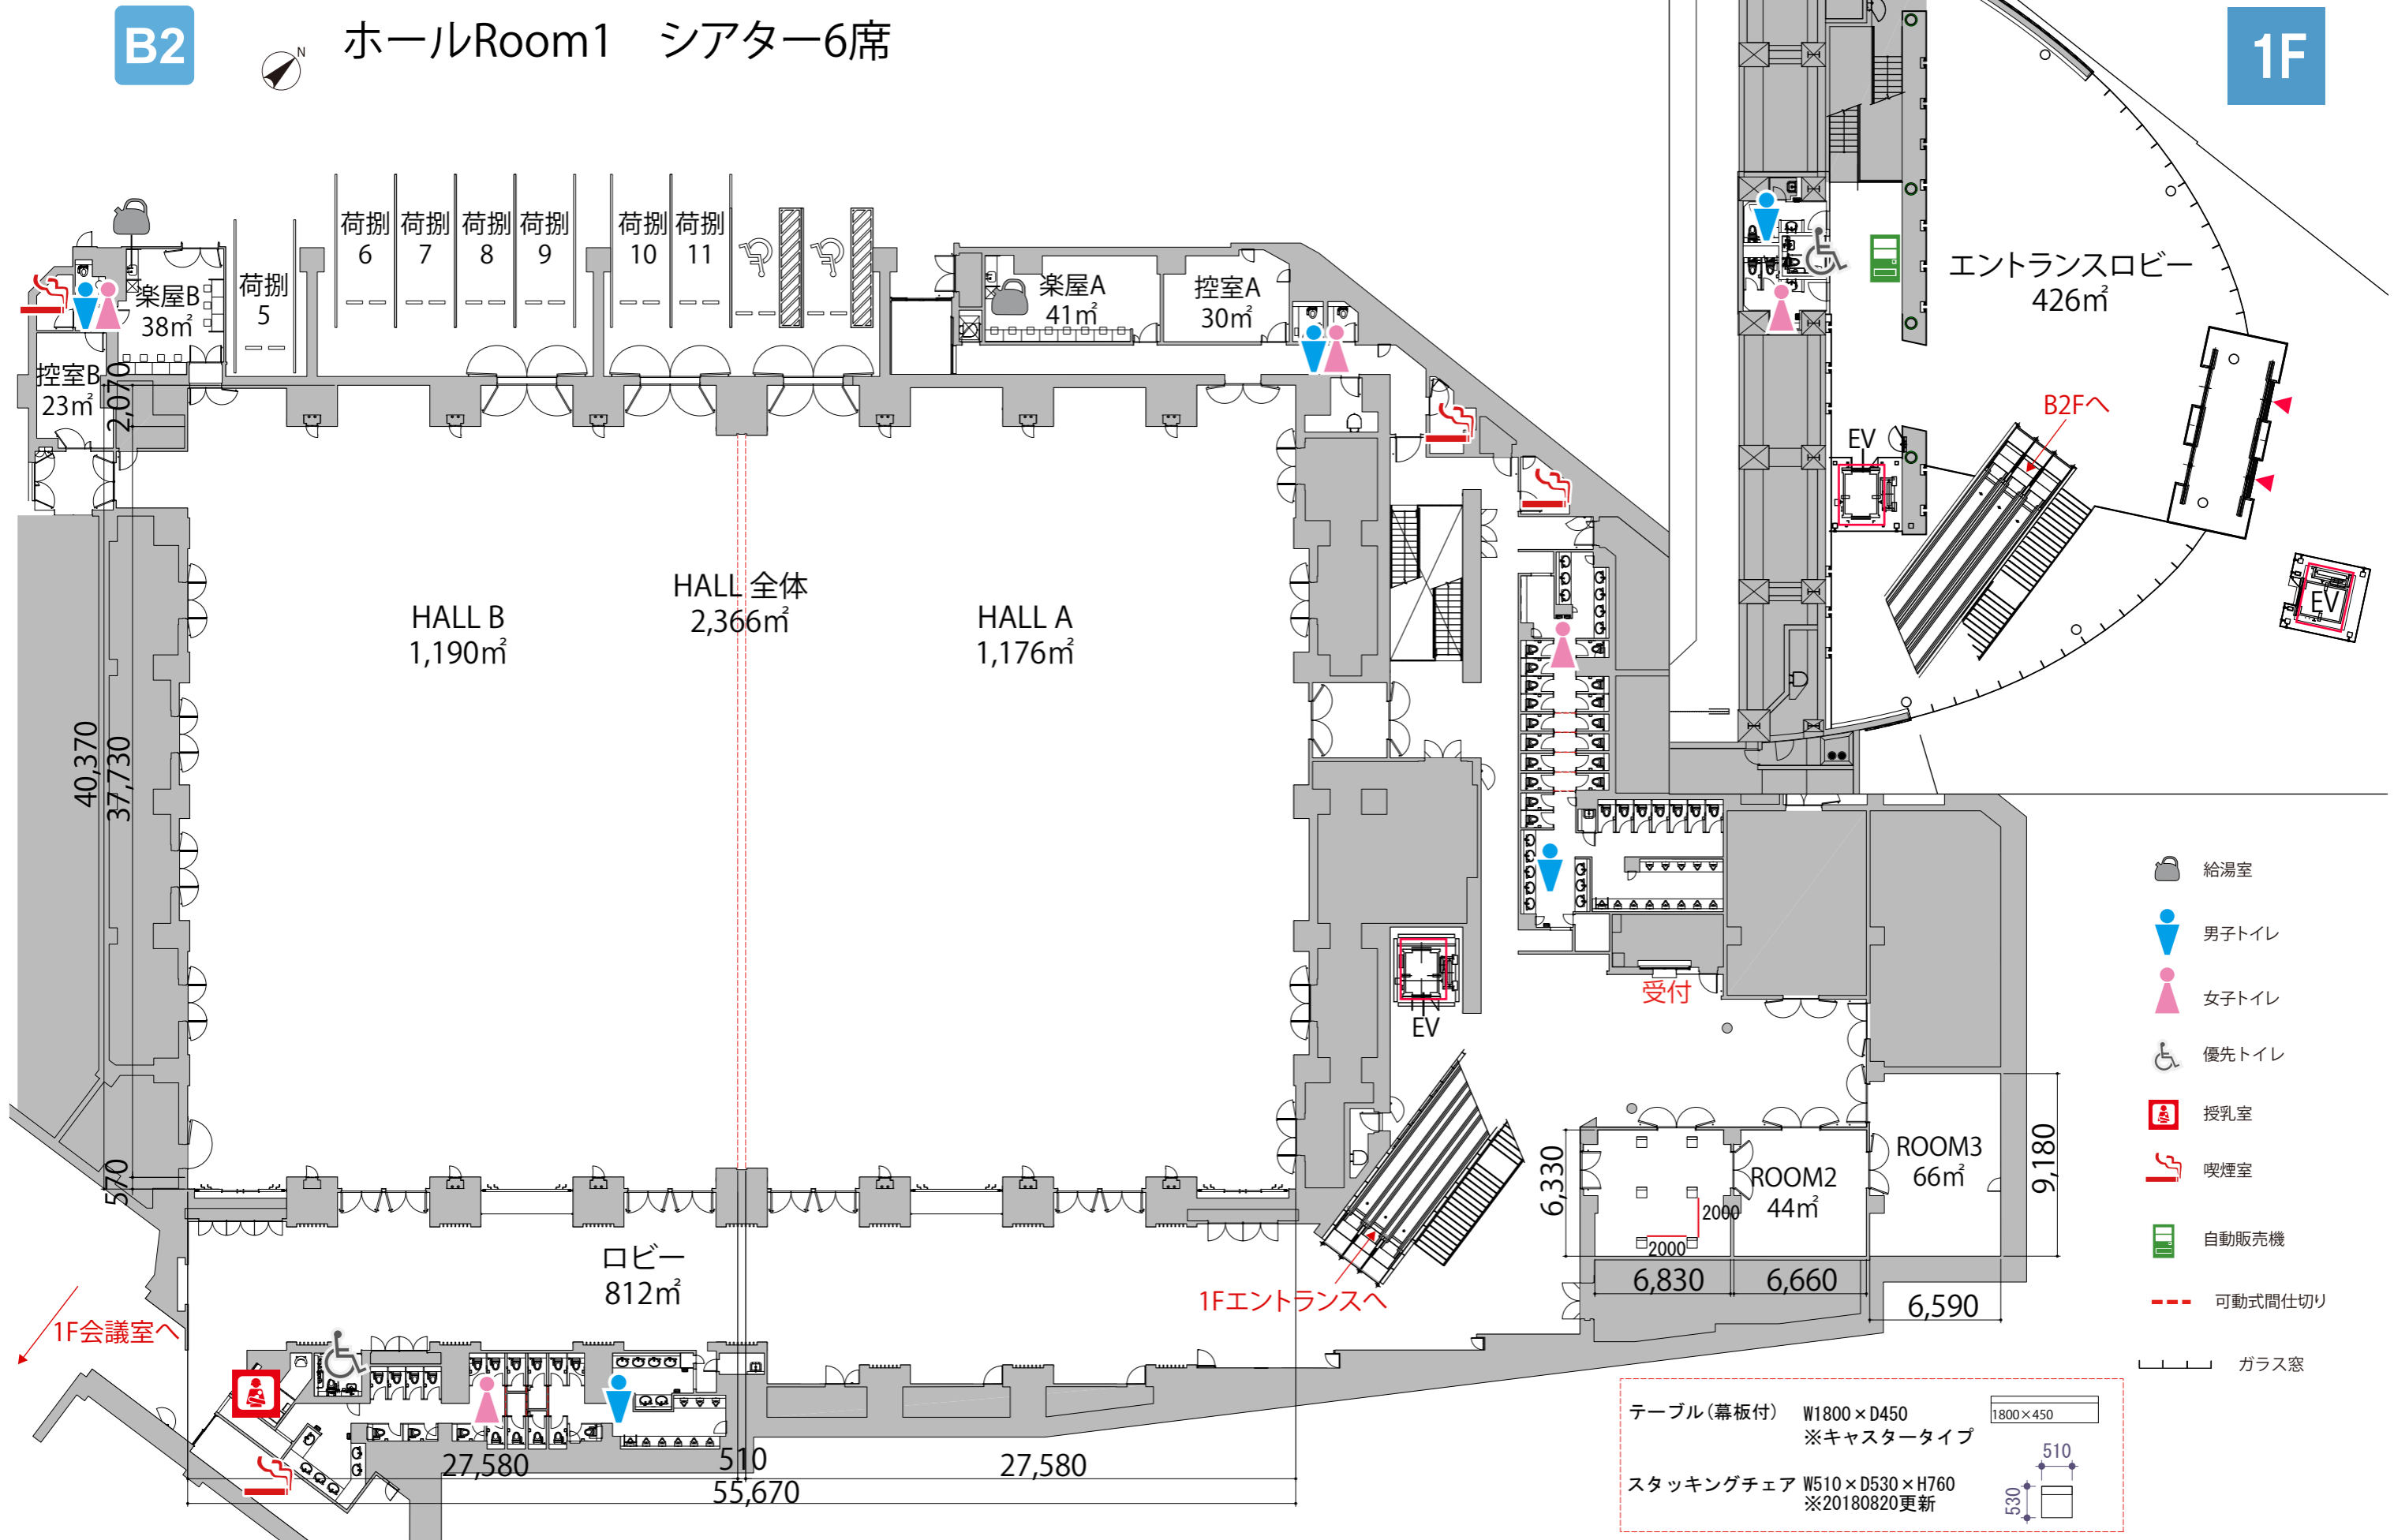 B2
N
ホールRoom1　シアター6席
1F
荷捌
5
荷捌
6
荷捌
7
荷捌
8
荷捌
9
荷捌
10
荷捌
11
楽屋B
38㎡
控室B
23㎡
楽屋A
41㎡
控室A
30㎡
エントランスロビー
426㎡
B2Fへ
EV
EV
2,070
40,370
37,730
570
HALL B
1,190㎡
HALL 全体
2,366㎡
HALL A
1,176㎡
EV
受付
ROOM2
44㎡
ROOM3
66㎡
6,330
9,180
2000
2000
6,830
6,660
6,590
ロビー
812㎡
1Fエントランスへ
1F会議室へ
27,580
510
27,580
55,670
給湯室
男子トイレ
女子トイレ
優先トイレ
授乳室
喫煙室
自動販売機
可動式間仕切り
ガラス窓
テーブル(幕板付)　W1800×D450
※キャスタータイプ
1800×450
スタッキングチェア W510×D530×H760
※20180820更新
510
530